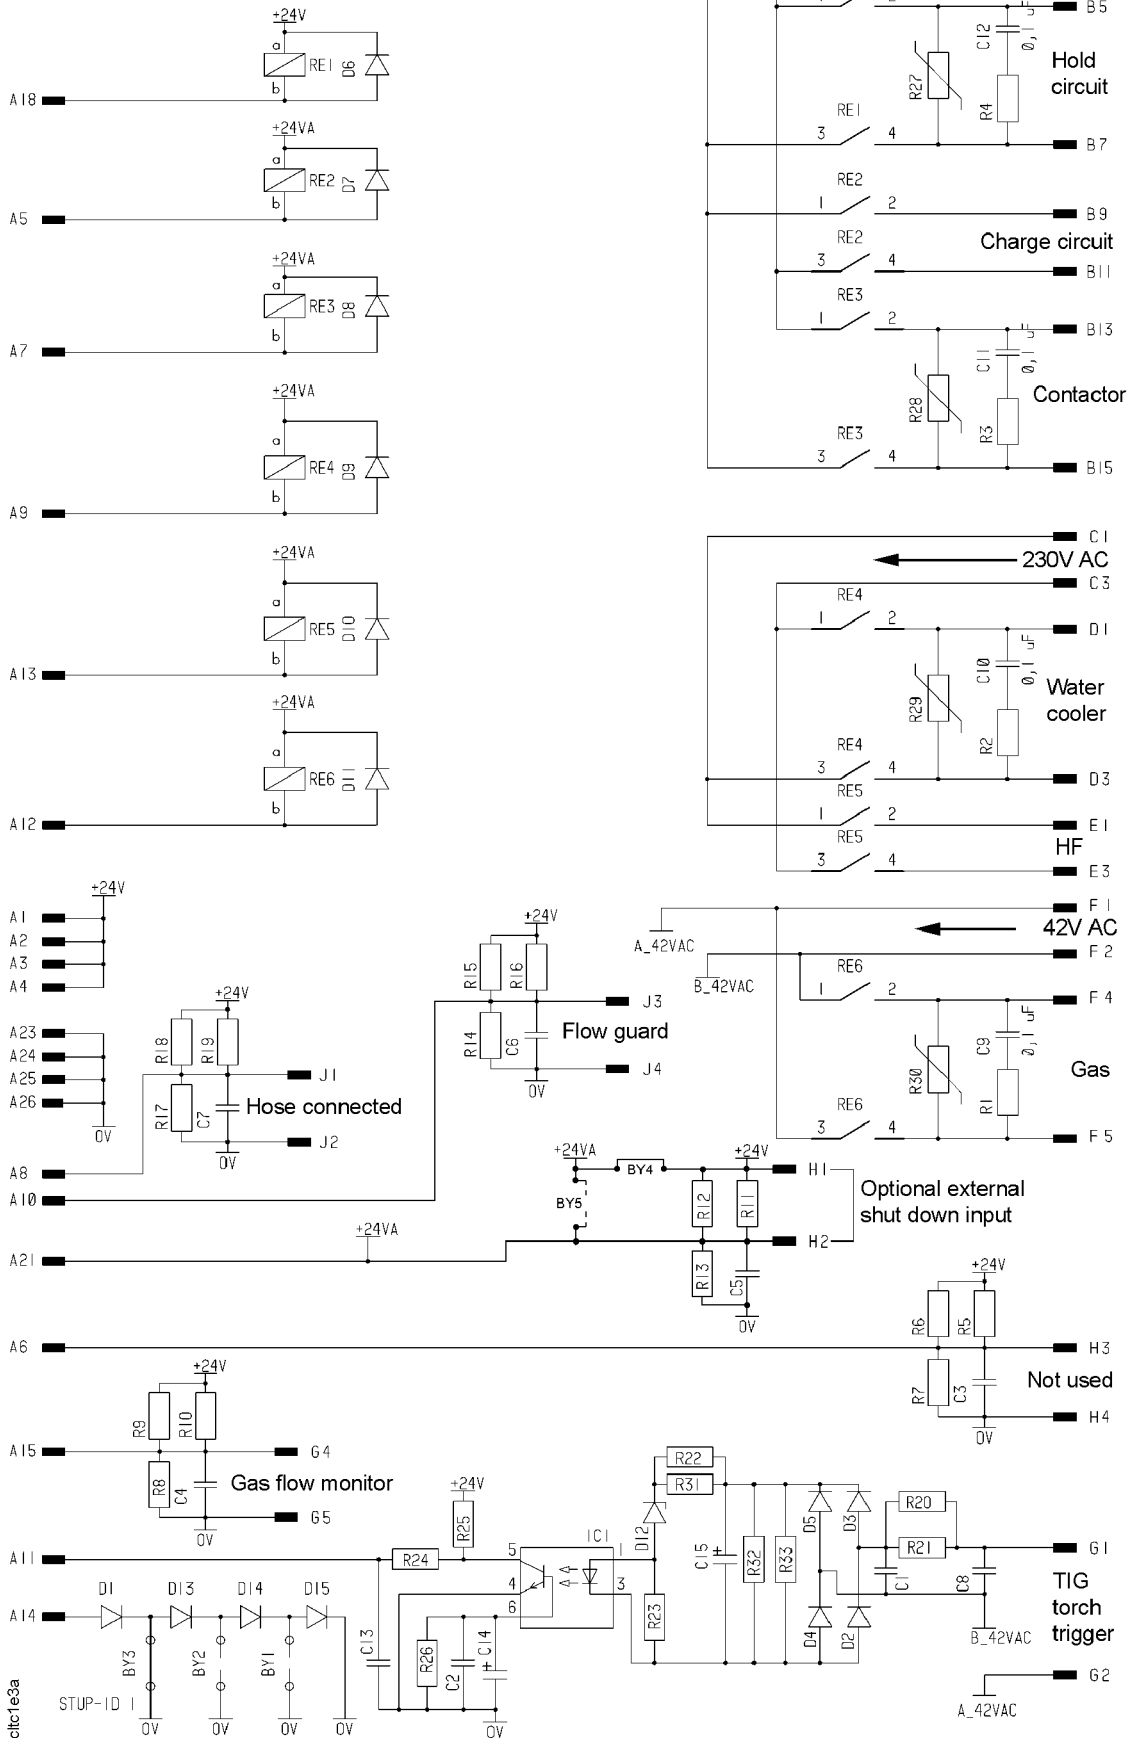 +24V
a
RE1
D6
b
A18
+24VA
a
RE2
D7
b
A5
+24VA
a
RE3
D8
b
A7
+24VA
a
RE4
D9
b
A9
+24VA
a
RE5
D10
b
A13
+24VA
a
RE6
D11
b
A12
1 2
B5
C12
0,1 uF
R27
R4
Hold
circuit
RE1
3 4
B7
RE2
1 2
B9
Charge circuit
RE2
3 4
B11
RE3
1 2
B13
C11
0,1 uF
R28
R3
Contactor
RE3
3 4
B15
C1
230V AC
C3
RE4
1 2
D1
C10
0,1 uF
R29
R2
Water
cooler
RE4
3 4
D3
RE5
1 2
E1
HF
RE5
3 4
E3
F1
A_42VAC
42V AC
F2
B_42VAC
RE6
1 2
F4
C9
0,1 uF
R30
R1
Gas
RE6
3 4
F5
+24V
A1
A2
A3
A4
A23
A24
A25
A26
0V
+24V
R18
R19
J1
R17
C7
Hose connected
J2
0V
A8
A10
+24V
R15
R16
J3
R14
C6
Flow guard
J4
0V
+24VA
BY4
+24V
H1
BY5
R12
R11
Optional external
shut down input
H2
R13
C5
0V
+24VA
A21
+24V
R6
R5
A6
H3
R7
C3
Not used
H4
0V
+24V
R9
R10
A15
G4
R8
C4
Gas flow monitor
G5
0V
A11
+24V
R25
R24
IC1
5
4
6
1
3
R22
R31
D12
R23
C15
+
R32
R33
D5
D3
D4
D2
R20
R21
C1
C8
G1
TIG
torch
trigger
B_42VAC
G2
A_42VAC
D1 D13 D14 D15
A14
BY3
BY2
BY1
STUP-ID 1
0V 0V 0V 0V
C13
R26
C2
+
C14
0V
cltc1e3a